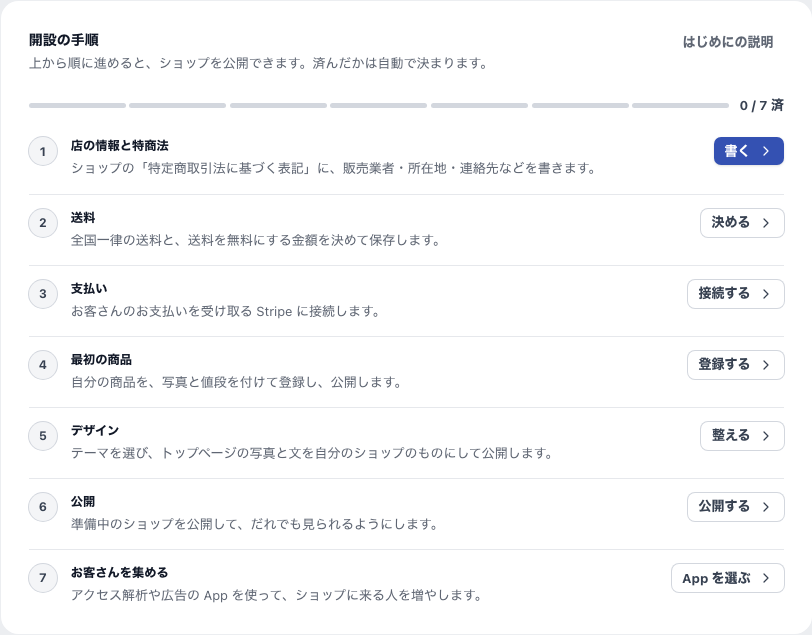 開設の手順
はじめにの説明
上から順に進めると、ショップを公開できます。済んだかは自動で決まります。
0 / 7 済
1
店の情報と特商法
ショップの「特定商取引法に基づく表記」に、販売業者・所在地・連絡先などを書きます。
書く
2
送料
全国一律の送料と、送料を無料にする金額を決めて保存します。
決める
3
支払い
お客さんのお支払いを受け取る Stripe に接続します。
接続する
4
最初の商品
自分の商品を、写真と値段を付けて登録し、公開します。
登録する
5
デザイン
テーマを選び、トップページの写真と文を自分のショップのものにして公開します。
整える
6
公開
準備中のショップを公開して、だれでも見られるようにします。
公開する
7
お客さんを集める
アクセス解析や広告の App を使って、ショップに来る人を増やします。
App を選ぶ